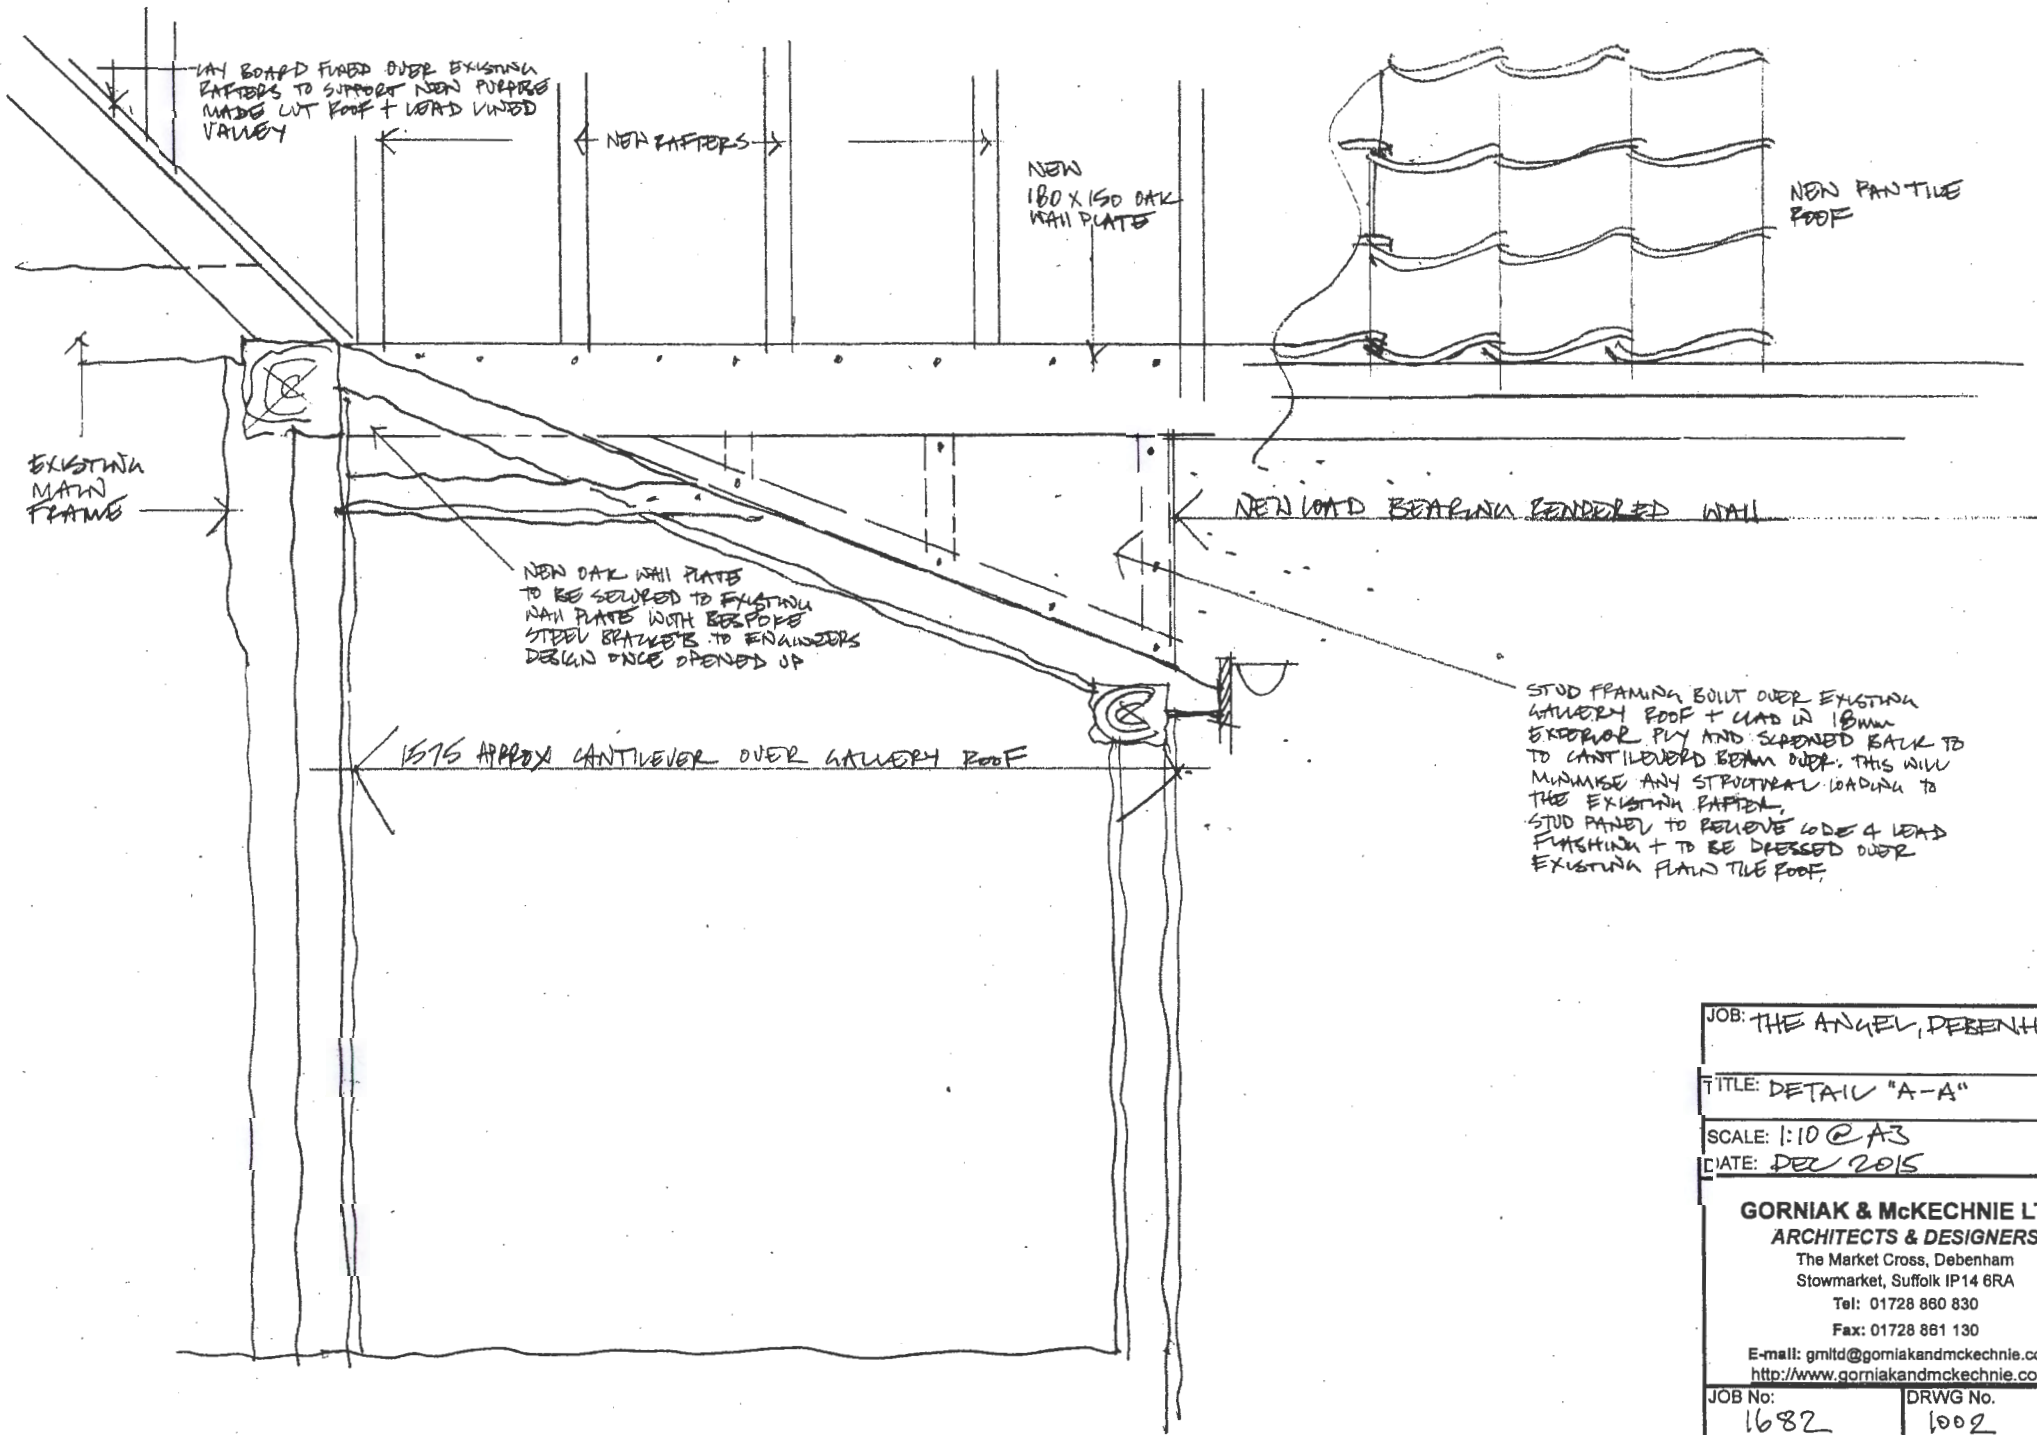 LAY BOARD FIXED OVER EXISTING
RAFTERS TO SUPPORT NEW PURPOSE
MADE CUT ROOF + LEAD LINED
VALLEY
NEW RAFTERS
NEW
180 X 150 OAK
WALL PLATE
NEW PANTILE
ROOF
EXISTING
MAIN
FRAME
NEW LOAD BEARING RENDERED WALL
NEW OAK WALL PLATE
TO BE SECURED TO EXISTING
WALL PLATE WITH BESPOKE
STEEL BRACKETS TO ENGINEERS
DESIGN ONCE OPENED UP
1575 APPROX CANTILEVER OVER GALLERY ROOF
STUD FRAMING BUILT OVER EXISTING
GALLERY ROOF + CLAD IN 18mm
EXTERIOR PLY AND SCREWED BACK TO
TO CANTILEVERD BEAM OVER. THIS WILL
MINIMISE ANY STRUCTURAL LOADING TO
THE EXISTING RAFTER.
STUD PANEL TO RECIEVE CODE 4 LEAD
FLASHING + TO BE DRESSED OVER
EXISTING PLAIN TILE ROOF.
JOB: THE ANGEL, DEBENH
TITLE: DETAIL "A-A"
SCALE: 1:10 @ A3
DATE: DEC 2015
GORNIAK & McKECHNIE LT
ARCHITECTS & DESIGNERS
The Market Cross, Debenham
Stowmarket, Suffolk IP14 6RA
Tel: 01728 860 830
Fax: 01728 861 130
E-mail: gmltd@gorniakandmckechnie.co
http://www.gorniakandmckechnie.co
JOB No: DRWG No.
1682 1002